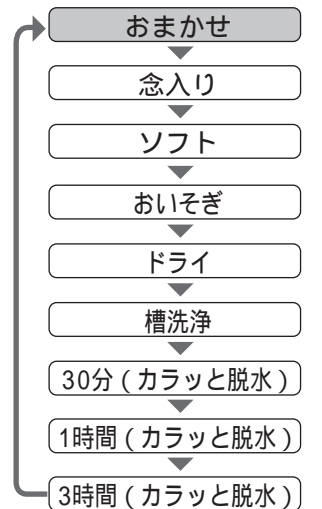 おまかせ
念入り
ソフト
おいそぎ
ドライ
槽洗浄
30分(カラッと脱水)
1時間(カラッと脱水)
3時間(カラッと脱水)